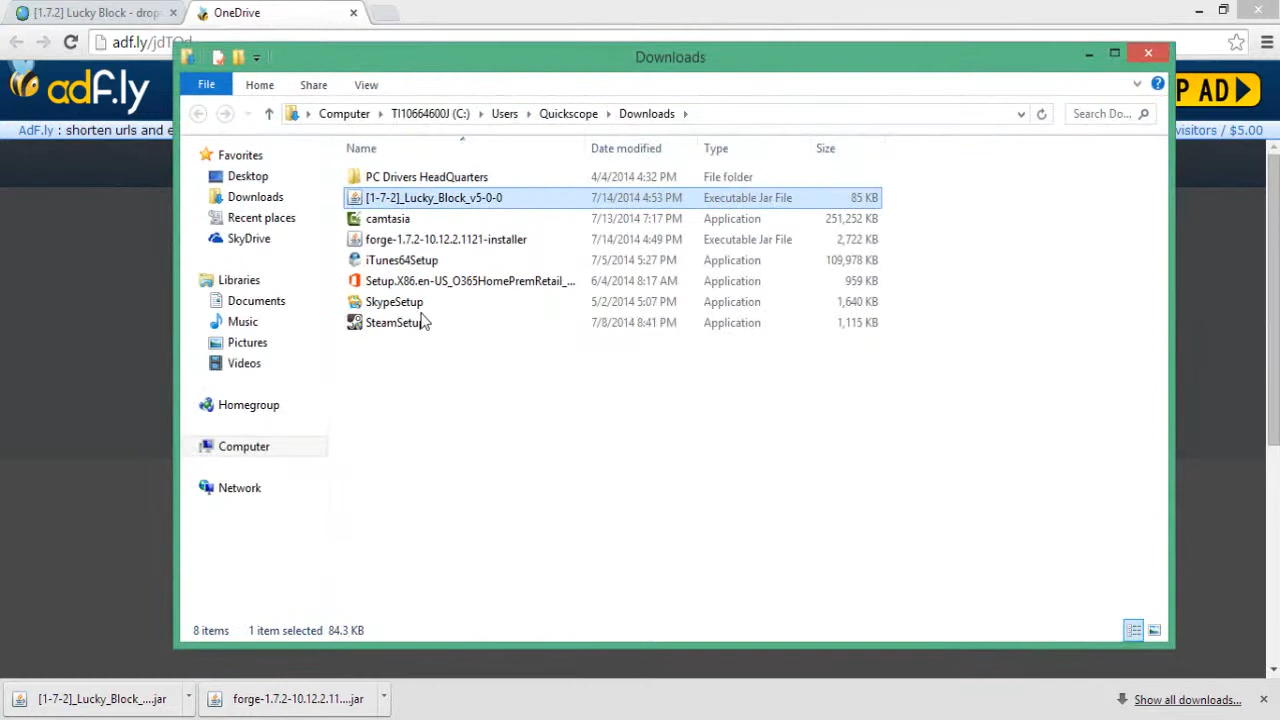 [1.7.2] Lucky Block - drop
OneDrive
adf.ly/jdTOd
adf.ly
P AD
AdF.ly : shorten urls and e
visitors / $5.00
Downloads
File Home Share View
Computer TI10664600J (C:) Users Quickscope Downloads
Search Do...
Name Date modified Type Size
PC Drivers HeadQuarters 4/4/2014 4:32 PM File folder
[1-7-2]_Lucky_Block_v5-0-0 7/14/2014 4:53 PM Executable Jar File 85 KB
camtasia 7/13/2014 7:17 PM Application 251,252 KB
forge-1.7.2-10.12.2.1121-installer 7/14/2014 4:49 PM Executable Jar File 2,722 KB
iTunes64Setup 7/5/2014 5:27 PM Application 109,978 KB
Setup.X86.en-US_O365HomePremRetail_... 6/4/2014 8:17 AM Application 959 KB
SkypeSetup 5/2/2014 5:07 PM Application 1,640 KB
SteamSetup 7/8/2014 8:41 PM Application 1,115 KB
Favorites
Desktop
Downloads
Recent places
SkyDrive
Libraries
Documents
Music
Pictures
Videos
Homegroup
Computer
Network
8 items 1 item selected 84.3 KB
[1-7-2]_Lucky_Block_....jar
forge-1.7.2-10.12.2.11....jar
Show all downloads...